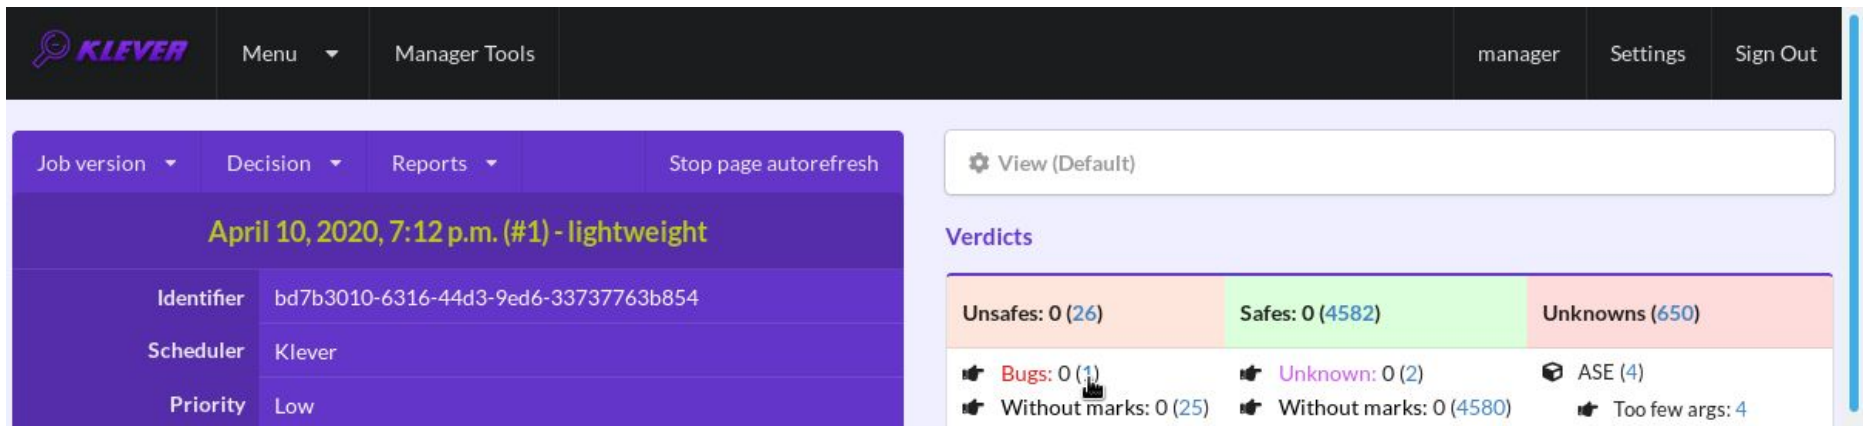 KLEVER Menu Manager Tools manager Settings Sign Out
Job version Decision Reports Stop page autorefresh
April 10, 2020, 7:12 p.m. (#1) - lightweight
Identifier bd7b3010-6316-44d3-9ed6-33737763b854
Scheduler Klever
Priority Low
View (Default)
Verdicts
Unsafes: 0 (26) Safes: 0 (4582) Unknowns (650)
Bugs: 0 (1) Unknown: 0 (2) ASE (4)
Without marks: 0 (25) Without marks: 0 (4580) Too few args: 4